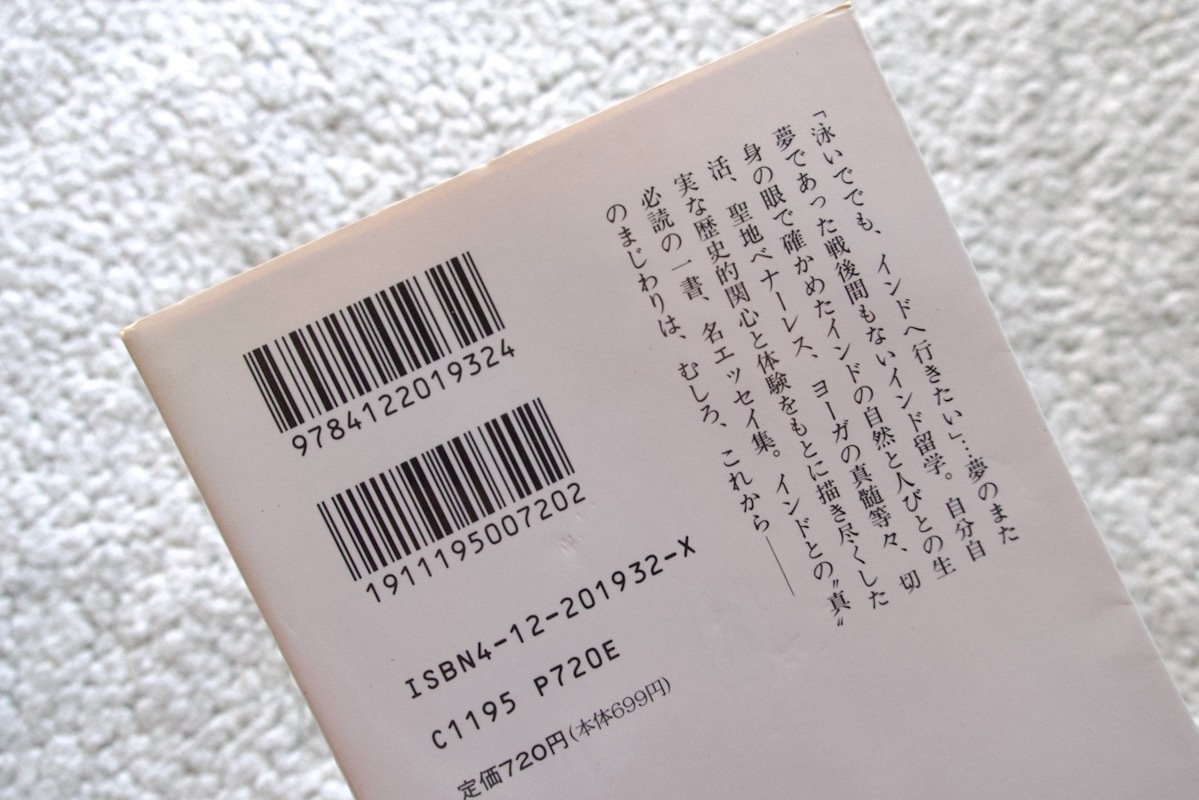 「泳いででも、インドへ行きたい」…夢のまた
夢であった戦後間もないインド留学。自分自
身の眼で確かめたインドの自然と人びとの生
活、聖地ベナーレス、ヨーガの真髄等々、切
実な歴史的関心と体験をもとに描き尽くした
必読の一書、名エッセイ集。インドとの〝真〟
のまじわりは、むしろ、これから――
9784122019324
1911195007202
ISBN4-12-201932-X
C1195 P720E
定価720円(本体699円)